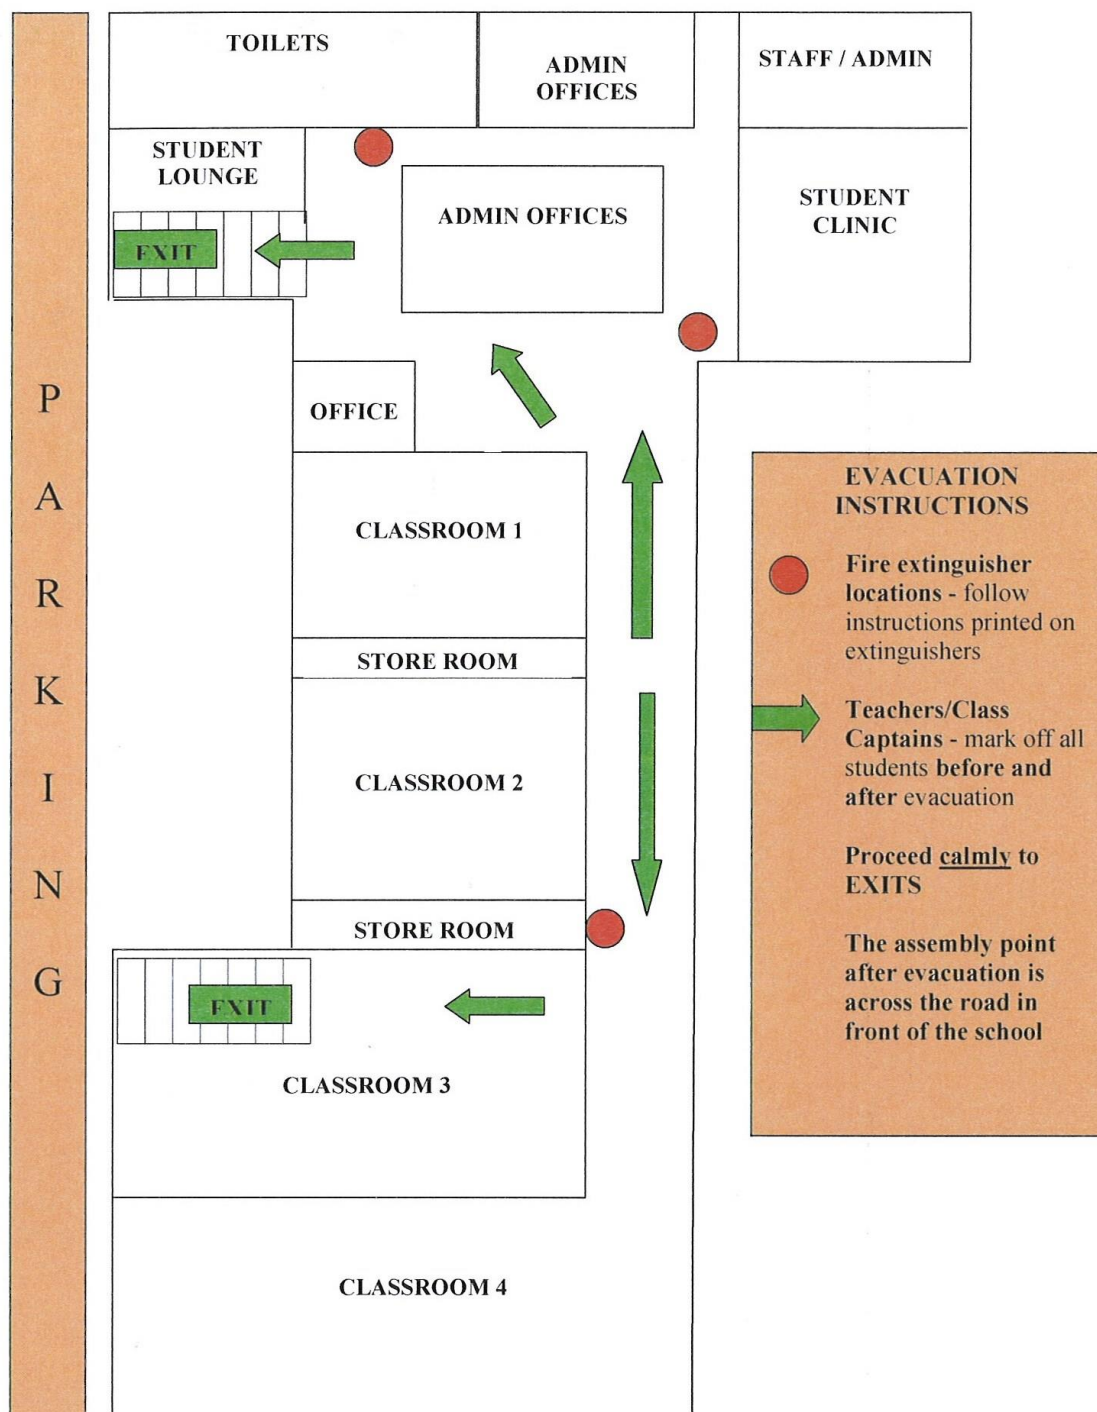 TOILETS
ADMIN
OFFICES
STAFF / ADMIN
STUDENT
LOUNGE
ADMIN OFFICES
STUDENT
CLINIC
EXIT
OFFICE
P
A
R
K
I
N
G
CLASSROOM 1
STORE ROOM
CLASSROOM 2
STORE ROOM
EXIT
CLASSROOM 3
CLASSROOM 4
EVACUATION
INSTRUCTIONS
Fire extinguisher
locations - follow
instructions printed on
extinguishers
Teachers/Class
Captains - mark off all
students before and
after evacuation
Proceed calmly to
EXITS
The assembly point
after evacuation is
across the road in
front of the school